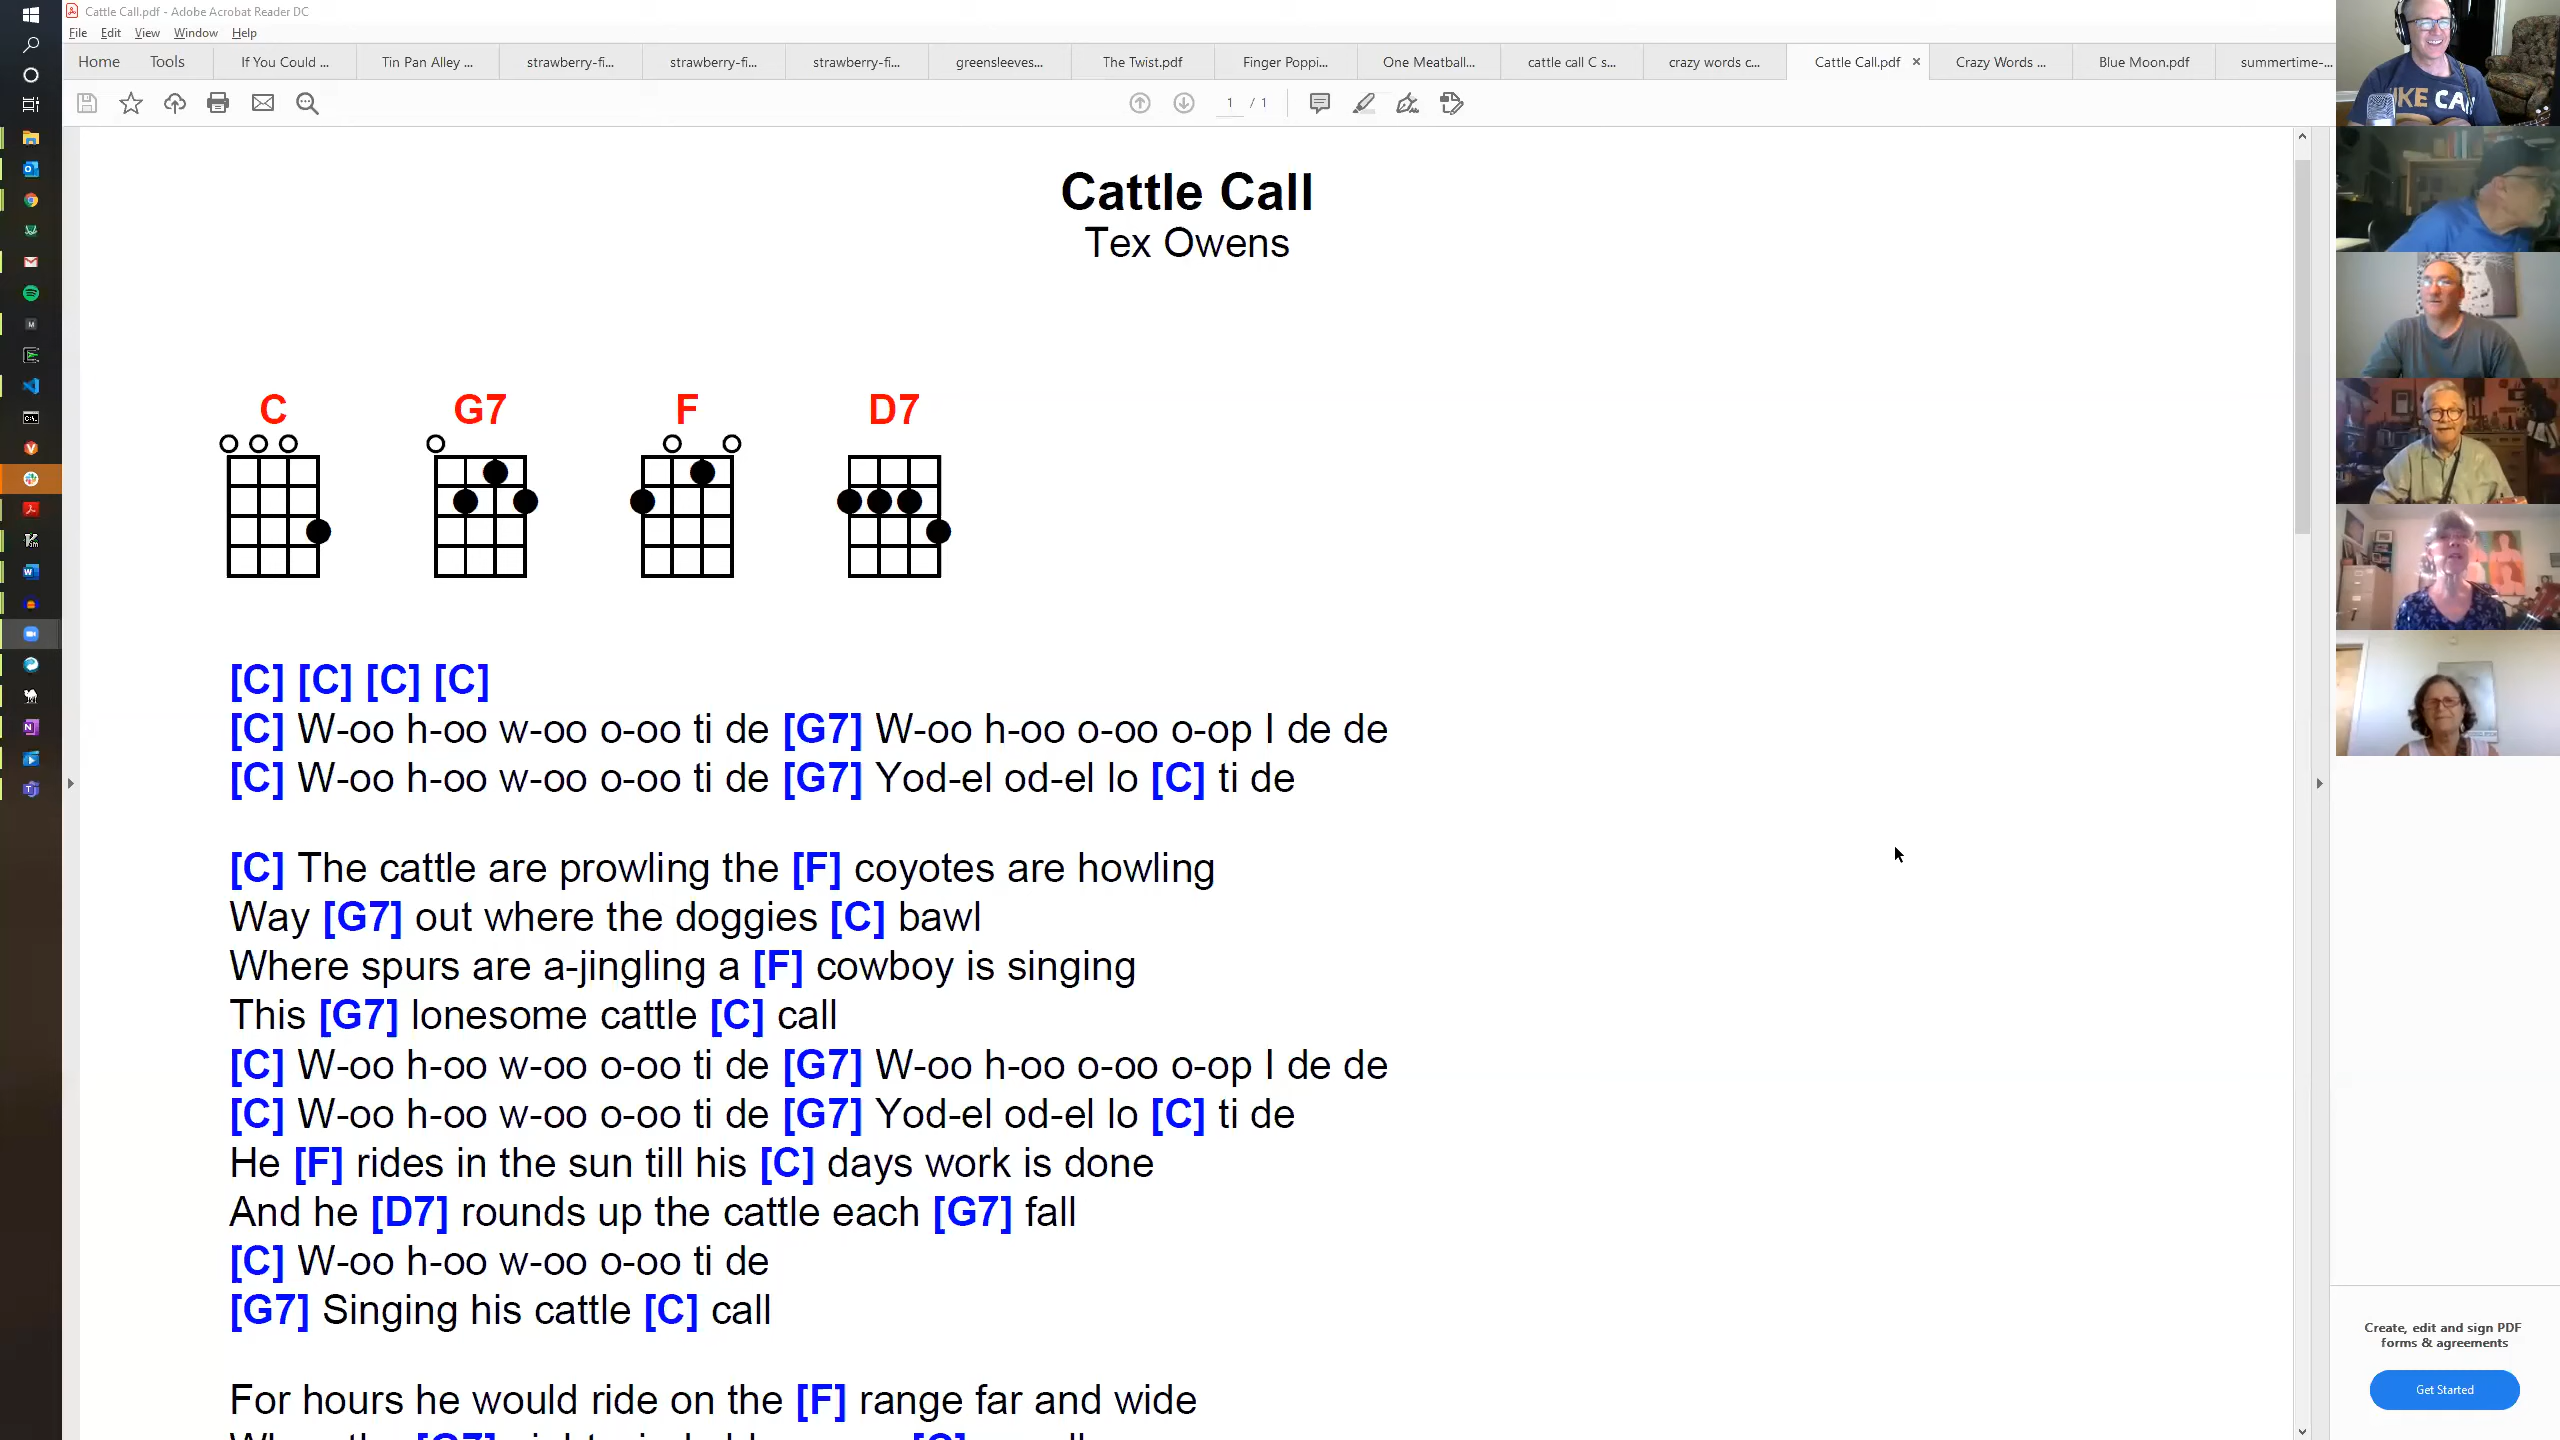 Cattle Call.pdf - Adobe Acrobat Reader DC
File Edit View Window Help
Home Tools If You Could ... Tin Pan Alley ... strawberry-fi... strawberry-fi... strawberry-fi... greensleeves... The Twist.pdf Finger Poppi... One Meatball... cattle call C s... crazy words c... Cattle Call.pdf × Crazy Words ... Blue Moon.pdf summertime-...
1 / 1
UKE CA
Cattle Call
Tex Owens
C G7 F D7
[C] [C] [C] [C]
[C] W-oo h-oo w-oo o-oo ti de [G7] W-oo h-oo o-oo o-op I de de
[C] W-oo h-oo w-oo o-oo ti de [G7] Yod-el od-el lo [C] ti de
[C] The cattle are prowling the [F] coyotes are howling
Way [G7] out where the doggies [C] bawl
Where spurs are a-jingling a [F] cowboy is singing
This [G7] lonesome cattle [C] call
[C] W-oo h-oo w-oo o-oo ti de [G7] W-oo h-oo o-oo o-op I de de
[C] W-oo h-oo w-oo o-oo ti de [G7] Yod-el od-el lo [C] ti de
He [F] rides in the sun till his [C] days work is done
And he [D7] rounds up the cattle each [G7] fall
[C] W-oo h-oo w-oo o-oo ti de
[G7] Singing his cattle [C] call
For hours he would ride on the [F] range far and wide
Create, edit and sign PDF
forms & agreements
Get Started